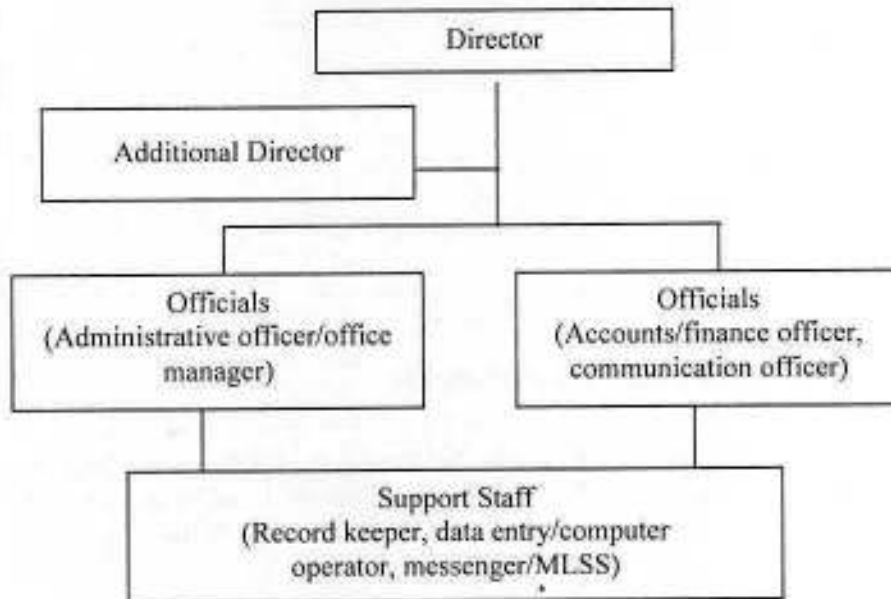 Director
Additional Director
Officials
(Administrative officer/office
manager)
Officials
(Accounts/finance officer,
communication officer)
Support Staff
(Record keeper, data entry/computer
operator, messenger/MLSS)